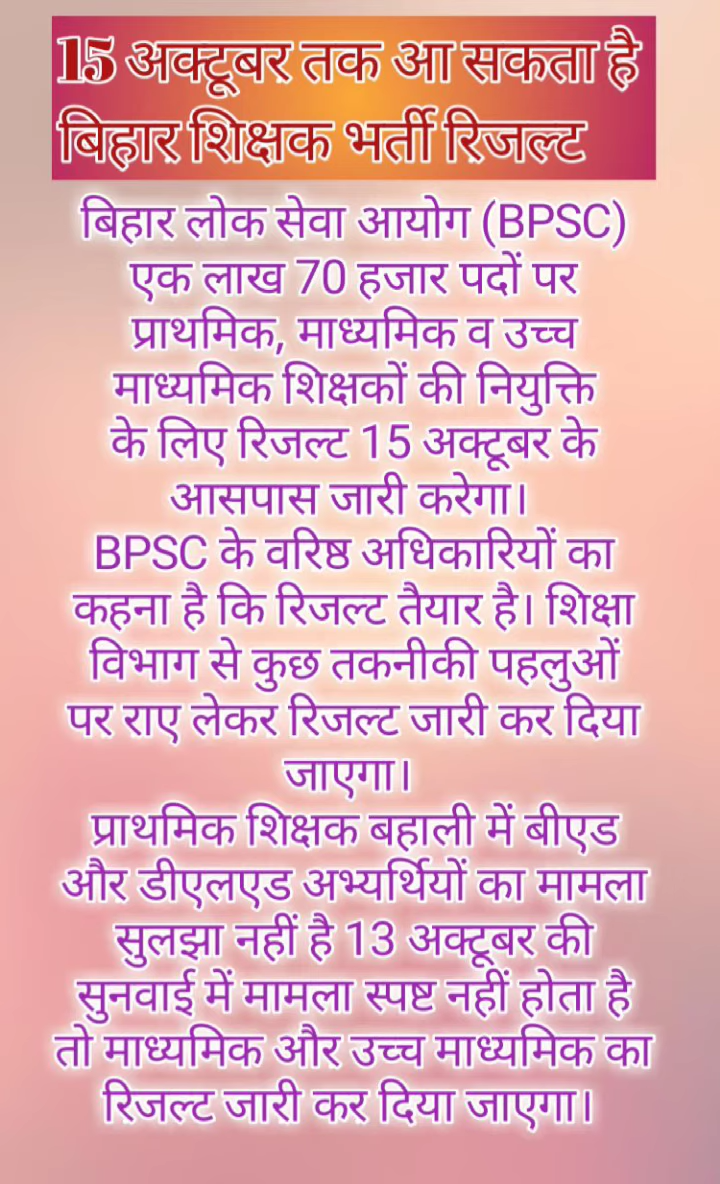 15 अक्टूबर तक आ सकता है
बिहार शिक्षक भर्ती रिजल्ट
बिहार लोक सेवा आयोग (BPSC)
एक लाख 70 हजार पदों पर
प्राथमिक, माध्यमिक व उच्च
माध्यमिक शिक्षकों की नियुक्ति
के लिए रिजल्ट 15 अक्टूबर के
आसपास जारी करेगा।
BPSC के वरिष्ठ अधिकारियों का
कहना है कि रिजल्ट तैयार है। शिक्षा
विभाग से कुछ तकनीकी पहलुओं
पर राए लेकर रिजल्ट जारी कर दिया
जाएगा।
प्राथमिक शिक्षक बहाली में बीएड
और डीएलएड अभ्यर्थियों का मामला
सुलझा नहीं है 13 अक्टूबर की
सुनवाई में मामला स्पष्ट नहीं होता है
तो माध्यमिक और उच्च माध्यमिक का
रिजल्ट जारी कर दिया जाएगा।